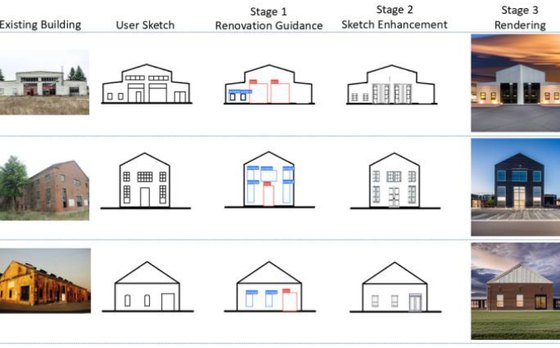 Existing Building
User Sketch
Stage 1
Renovation Guidance
Stage 2
Sketch Enhancement
Stage 3
Rendering